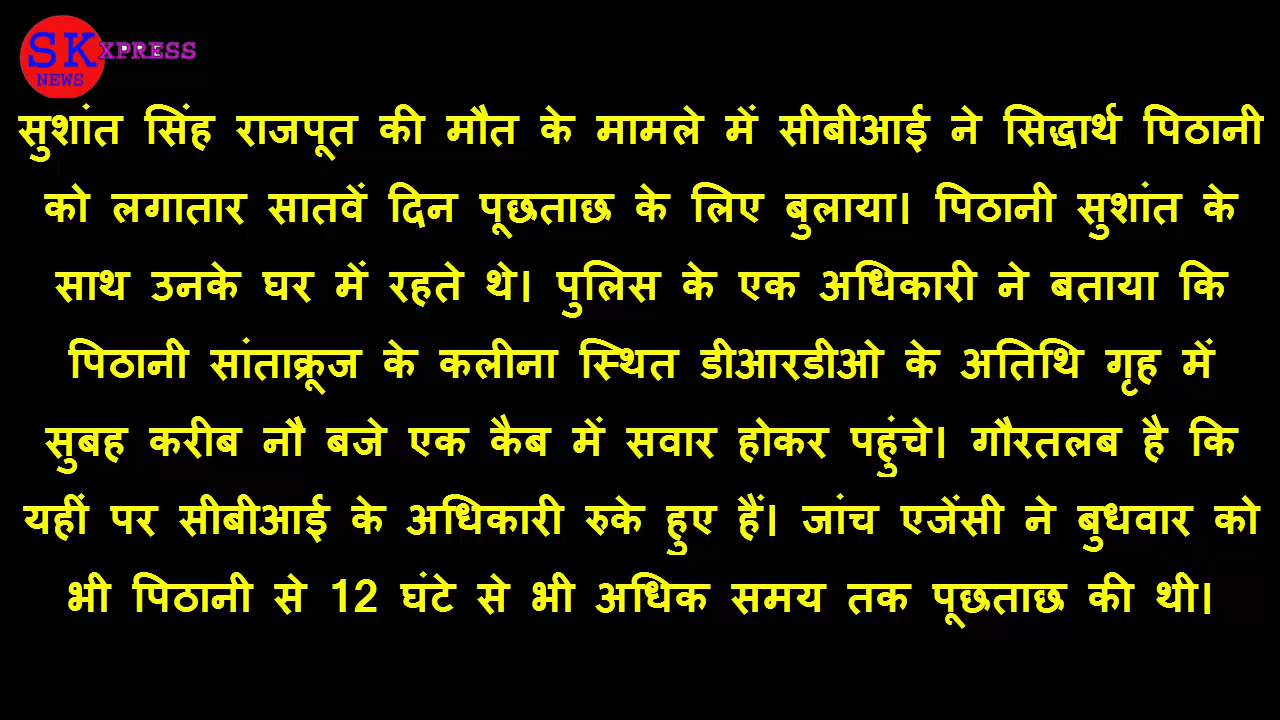 SK XPRESS
NEWS
सुशांत सिंह राजपूत की मौत के मामले में सीबीआई ने सिद्धार्थ पिठानी
को लगातार सातवें दिन पूछताछ के लिए बुलाया। पिठानी सुशांत के
साथ उनके घर में रहते थे। पुलिस के एक अधिकारी ने बताया कि
पिठानी सांताक्रूज के कलीना स्थित डीआरडीओ के अतिथि गृह में
सुबह करीब नौ बजे एक कैब में सवार होकर पहुंचे। गौरतलब है कि
यहीं पर सीबीआई के अधिकारी रुके हुए हैं। जांच एजेंसी ने बुधवार को
भी पिठानी से 12 घंटे से भी अधिक समय तक पूछताछ की थी।